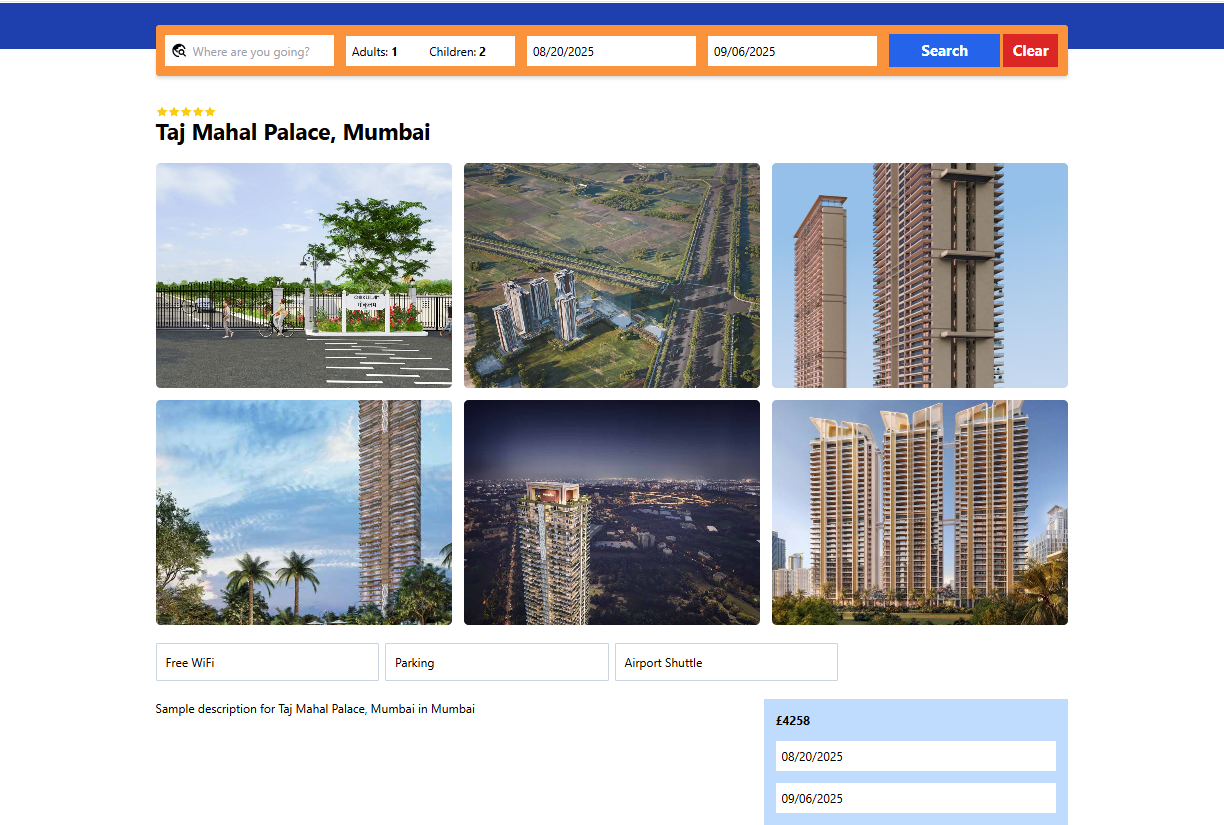 Where are you going?
Adults: 1 Children: 2
08/20/2025
09/06/2025
Search
Clear
Taj Mahal Palace, Mumbai
Free WiFi
Parking
Airport Shuttle
Sample description for Taj Mahal Palace, Mumbai in Mumbai
£4258
08/20/2025
09/06/2025